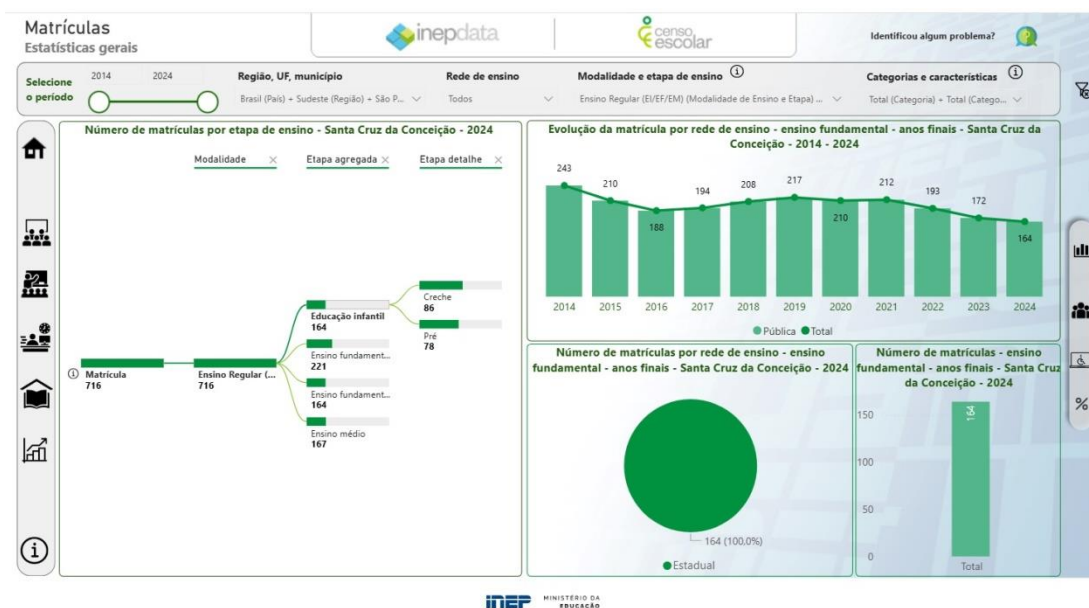 Matrículas
Estatísticas gerais
inepdata
censo escolar
Identificou algum problema?
Selecione o período
2014
2024
Região, UF, município
Brasil (País) + Sudeste (Região) + São P...
Rede de ensino
Todos
Modalidade e etapa de ensino
Ensino Regular (EI/EF/EM) (Modalidade de Ensino e Etapa) ...
Categorias e características
Total (Categoria) + Total (Catego...
Número de matrículas por etapa de ensino - Santa Cruz da Conceição - 2024
Modalidade
Etapa agregada
Etapa detalhe
Matrícula
716
Ensino Regular (...
716
Educação infantil
164
Ensino fundament...
221
Ensino fundament...
164
Ensino médio
167
Creche
86
Pré
78
Evolução da matrícula por rede de ensino - ensino fundamental - anos finais - Santa Cruz da
Conceição - 2014 - 2024
243
210
188
194
208
217
210
212
193
172
164
2014 2015 2016 2017 2018 2019 2020 2021 2022 2023 2024
Pública Total
Número de matrículas por rede de ensino - ensino
fundamental - anos finais - Santa Cruz da Conceição - 2024
164 (100,0%)
Estadual
Número de matrículas - ensino
fundamental - anos finais - Santa Cruz
da Conceição - 2024
150
100
50
0
164
Total
%
inep
MINISTÉRIO DA
EDUCAÇÃO